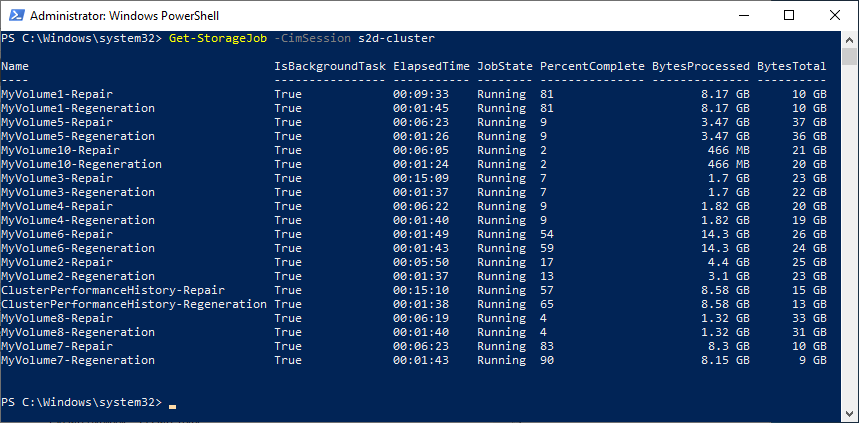 Administrator: Windows PowerShell
PS C:\Windows\system32> Get-StorageJob -CimSession s2d-cluster
Name IsBackgroundTask ElapsedTime JobState PercentComplete BytesProcessed BytesTotal
---- ---------------- ----------- -------- --------------- -------------- ----------
MyVolume1-Repair True 00:09:33 Running 81 8.17 GB 10 GB
MyVolume1-Regeneration True 00:01:45 Running 81 8.17 GB 10 GB
MyVolume5-Repair True 00:06:23 Running 9 3.47 GB 37 GB
MyVolume5-Regeneration True 00:01:26 Running 9 3.47 GB 36 GB
MyVolume10-Repair True 00:06:05 Running 2 466 MB 21 GB
MyVolume10-Regeneration True 00:01:24 Running 2 466 MB 20 GB
MyVolume3-Repair True 00:15:09 Running 7 1.7 GB 23 GB
MyVolume3-Regeneration True 00:01:37 Running 7 1.7 GB 22 GB
MyVolume4-Repair True 00:06:22 Running 9 1.82 GB 20 GB
MyVolume4-Regeneration True 00:01:40 Running 9 1.82 GB 19 GB
MyVolume6-Repair True 00:01:49 Running 54 14.3 GB 26 GB
MyVolume6-Regeneration True 00:01:43 Running 59 14.3 GB 24 GB
MyVolume2-Repair True 00:05:50 Running 17 4.4 GB 25 GB
MyVolume2-Regeneration True 00:01:37 Running 13 3.1 GB 23 GB
ClusterPerformanceHistory-Repair True 00:15:10 Running 57 8.58 GB 15 GB
ClusterPerformanceHistory-Regeneration True 00:01:38 Running 65 8.58 GB 13 GB
MyVolume8-Repair True 00:06:19 Running 4 1.32 GB 33 GB
MyVolume8-Regeneration True 00:01:40 Running 4 1.32 GB 31 GB
MyVolume7-Repair True 00:06:23 Running 83 8.3 GB 10 GB
MyVolume7-Regeneration True 00:01:43 Running 90 8.15 GB 9 GB
PS C:\Windows\system32>